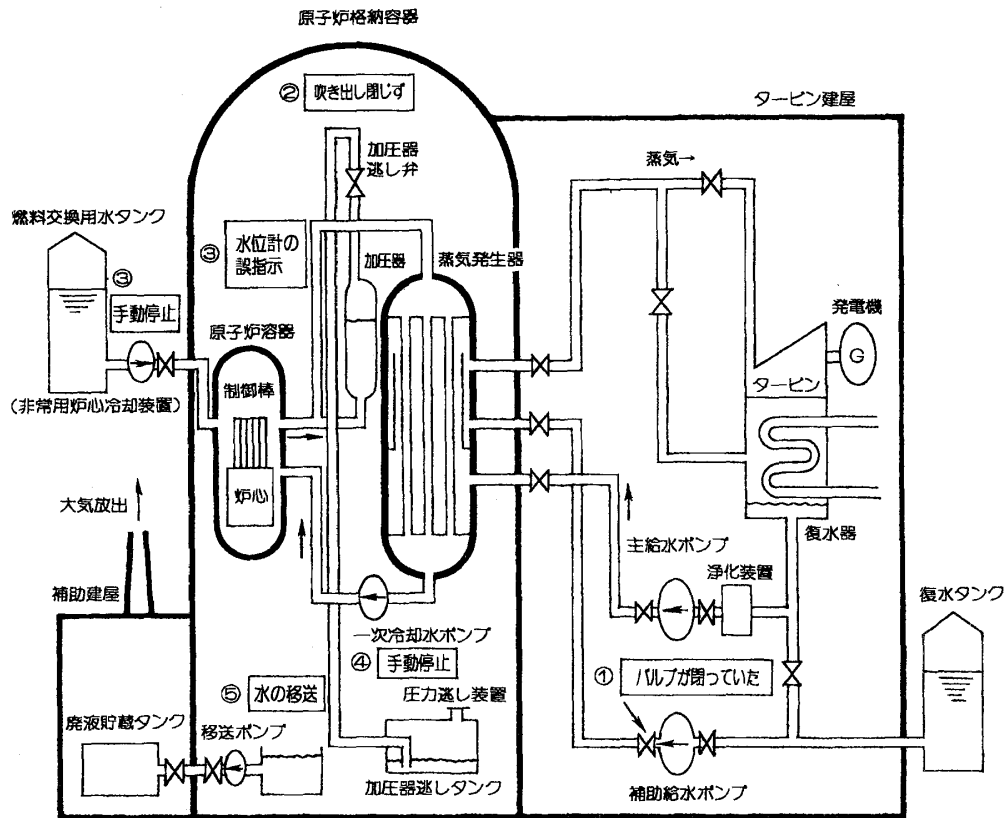 原子炉格納容器
② 吹き出し閉じず
タービン建屋
加圧器
逃し弁
蒸気→
燃料交換用水タンク
③
手動停止
③ 水位計の
誤指示
加圧器
蒸気発生器
原子炉容器
発電機
G
制御棒
タービン
(非常用炉心冷却装置)
炉心
大気放出
復水器
主給水ポンプ
浄化装置
補助建屋
復水タンク
一次冷却水ポンプ
④ 手動停止
① バルブが閉っていた
⑤ 水の移送
圧力逃し装置
廃液貯蔵タンク
移送ポンプ
加圧器逃しタンク
補助給水ポンプ